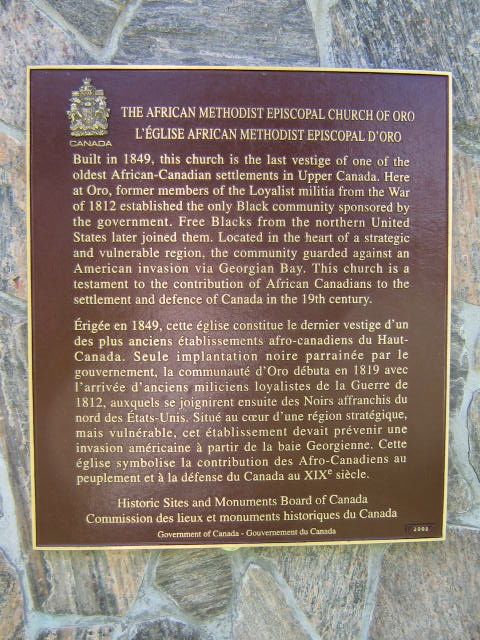 CANADA
THE AFRICAN METHODIST EPISCOPAL CHURCH OF ORO
L'ÉGLISE AFRICAN METHODIST EPISCOPAL D'ORO
Built in 1849, this church is the last vestige of one of the
oldest African-Canadian settlements in Upper Canada. Here
at Oro, former members of the Loyalist militia from the War
of 1812 established the only Black community sponsored by
the government. Free Blacks from the northern United
States later joined them. Located in the heart of a strategic
and vulnerable region, the community guarded against an
American invasion via Georgian Bay. This church is a
testament to the contribution of African Canadians to the
settlement and defence of Canada in the 19th century.
Érigée en 1849, cette église constitue le dernier vestige d'un
des plus anciens établissements afro-canadiens du Haut-
Canada. Seule implantation noire parrainée par le
gouvernement, la communauté d'Oro débuta en 1819 avec
l'arrivée d'anciens miliciens loyalistes de la Guerre de
1812, auxquels se joignirent ensuite des Noirs affranchis du
nord des États-Unis. Situé au cœur d'une région stratégique,
mais vulnérable, cet établissement devait prévenir une
invasion américaine à partir de la baie Georgienne. Cette
église symbolise la contribution des Afro-Canadiens au
peuplement et à la défense du Canada au XIXe siècle.
Historic Sites and Monuments Board of Canada
Commission des lieux et monuments historiques du Canada
Government of Canada - Gouvernement du Canada